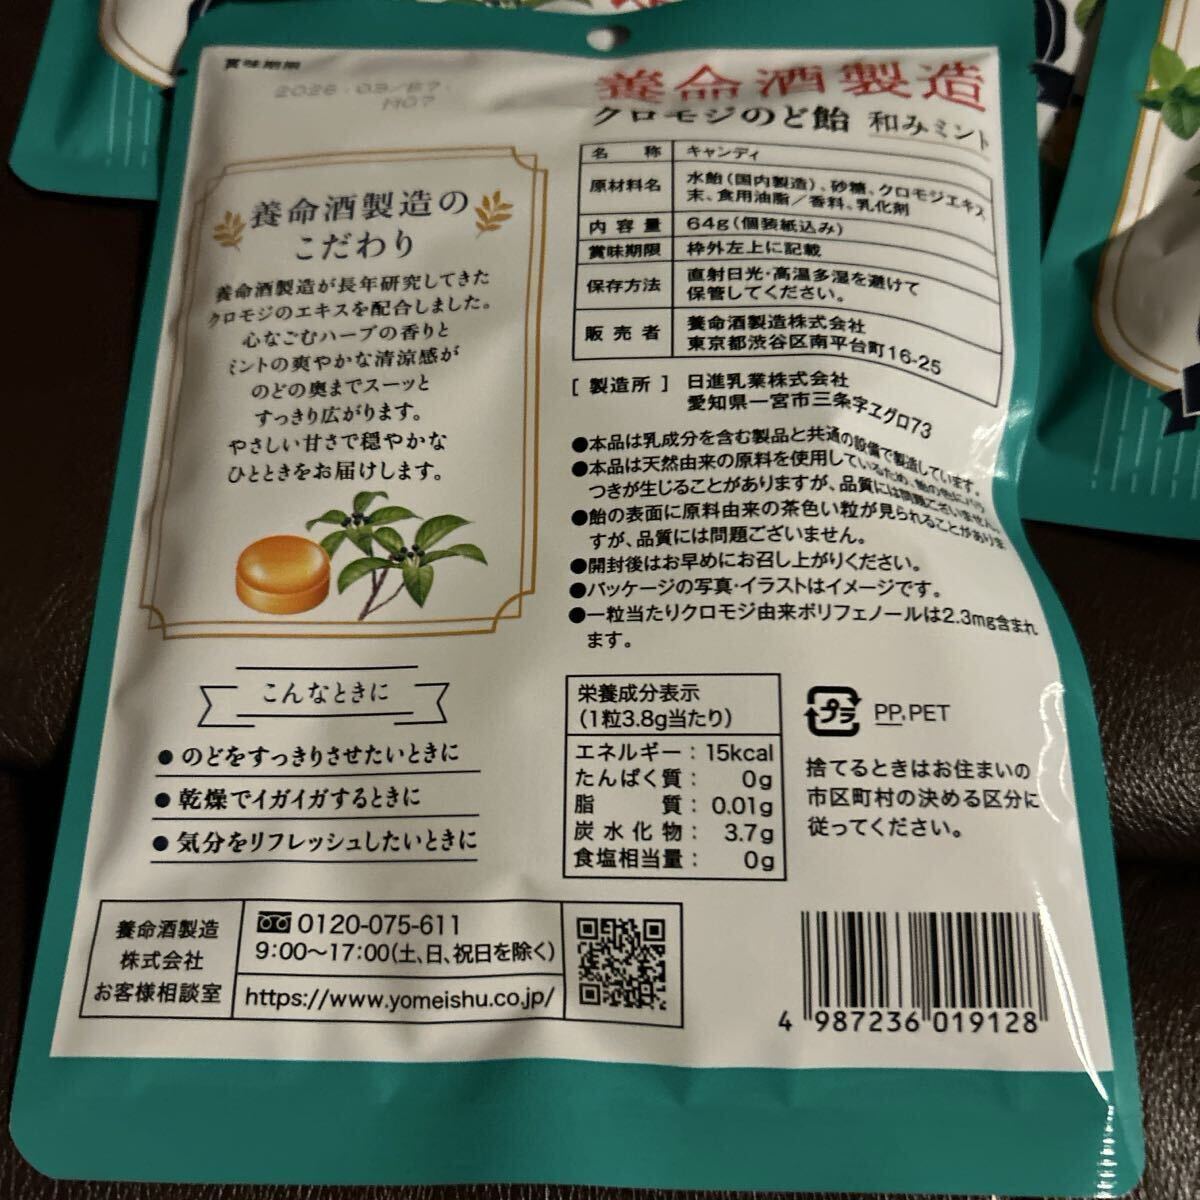 賞味期限
H07
養命酒製造
クロモジのど飴 和みミント
名称 キャンディ
原材料名 水飴(国内製造)、砂糖、クロモジエキス
末、食用油脂/香料、乳化剤
内容量 64g(個装紙込み)
賞味期限 枠外左上に記載
保存方法 直射日光・高温多湿を避けて
保管してください。
販売者 養命酒製造株式会社
東京都渋谷区南平台町16-25
[製造所] 日進乳業株式会社
愛知県一宮市三条字ヱグロ73
●本品は乳成分を含む製品と共通の設備で製造しています。
●本品は天然由来の原料を使用しているため、飴の色にバラ
つきが生じることがありますが、品質には問題ございません。
●飴の表面に原料由来の茶色い粒が見られることがありま
すが、品質には問題ございません。
●開封後はお早めにお召し上がりください。
●パッケージの写真・イラストはイメージです。
●一粒当たりクロモジ由来ポリフェノールは2.3mg含まれ
ます。
養命酒製造の
こだわり
養命酒製造が長年研究してきた
クロモジのエキスを配合しました。
心なごむハーブの香りと
ミントの爽やかな清涼感が
のどの奥までスーッと
すっきり広がります。
やさしい甘さで穏やかな
ひとときをお届けします。
こんなときに
● のどをすっきりさせたいときに
● 乾燥でイガイガするときに
● 気分をリフレッシュしたいときに
栄養成分表示
(1粒3.8g当たり)
エネルギー: 15kcal
たんぱく質: 0g
脂質: 0.01g
炭水化物: 3.7g
食塩相当量: 0g
プラ PP,PET
捨てるときはお住まいの
市区町村の決める区分に
従ってください。
養命酒製造
株式会社
お客様相談室
0120-075-611
9:00〜17:00(土、日、祝日を除く)
https://www.yomeishu.co.jp/
4 987236 019128